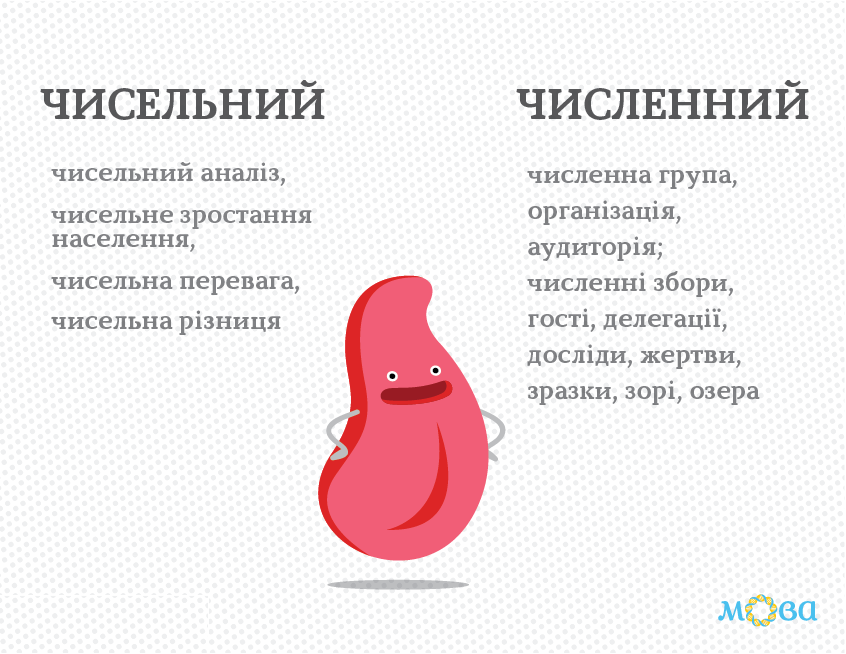 ЧИСЕЛЬНИЙ
чисельний аналіз,
чисельне зростання
населення,
чисельна перевага,
чисельна різниця
ЧИСЛЕННИЙ
численна група,
організація,
аудиторія;
численні збори,
гості, делегації,
досліди, жертви,
зразки, зорі, озера
мова